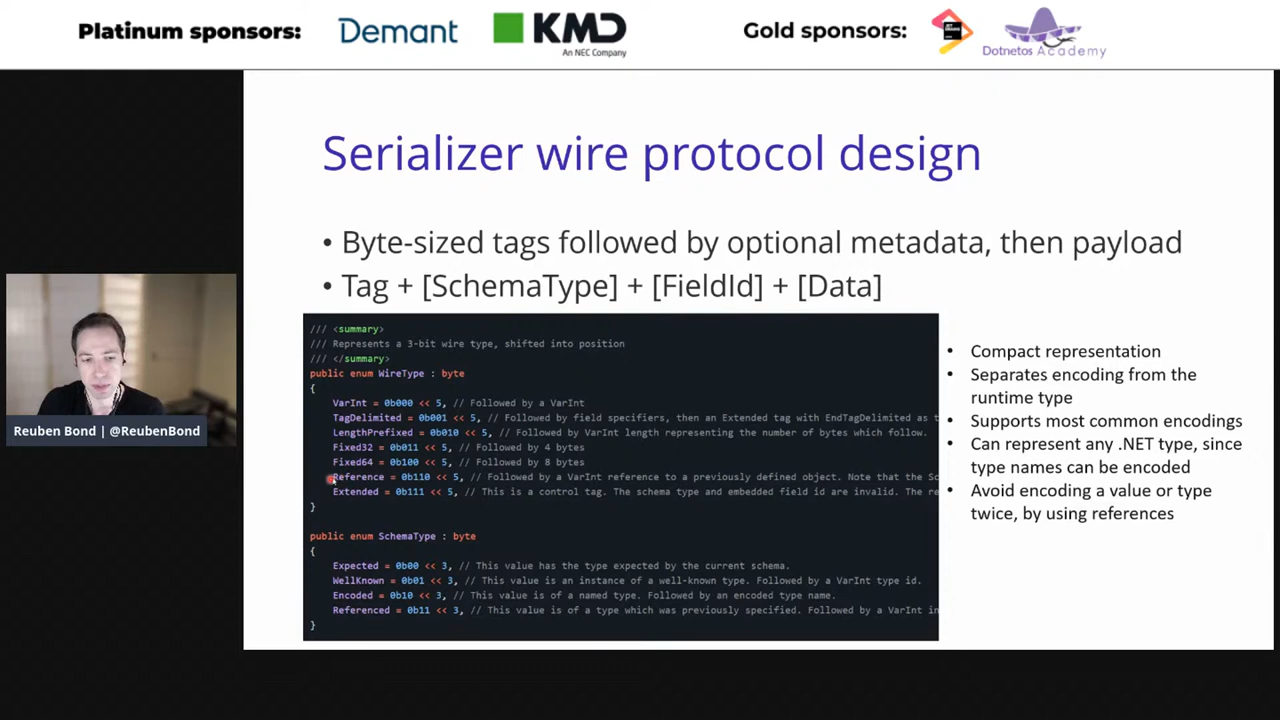 Platinum sponsors:
Demant
KMD
An NEC Company
Gold sponsors:
Dotnetos Academy
Serializer wire protocol design
• Byte-sized tags followed by optional metadata, then payload
• Tag + [SchemaType] + [FieldId] + [Data]
/// <summary>
/// Represents a 3-bit wire type, shifted into position
/// </summary>
public enum WireType : byte
{
VarInt = 0b000 << 5, // Followed by a VarInt
TagDelimited = 0b001 << 5, // Followed by field specifiers, then an Extended tag with EndTagDelimited as t
LengthPrefixed = 0b010 << 5, // Followed by VarInt length representing the number of bytes which follow.
Fixed32 = 0b011 << 5, // Followed by 4 bytes
Fixed64 = 0b100 << 5, // Followed by 8 bytes
Reference = 0b110 << 5, // Followed by a VarInt reference to a previously defined object. Note that the Sc
Extended = 0b111 << 5, // This is a control tag. The schema type and embedded field id are invalid. The re
}
public enum SchemaType : byte
{
Expected = 0b00 << 3, // This value has the type expected by the current schema.
WellKnown = 0b01 << 3, // This value is an instance of a well-known type. Followed by a VarInt type id.
Encoded = 0b10 << 3, // This value is of a named type. Followed by an encoded type name.
Referenced = 0b11 << 3, // This value is of a type which was previously specified. Followed by a VarInt in
}
• Compact representation
• Separates encoding from the
runtime type
• Supports most common encodings
• Can represent any .NET type, since
type names can be encoded
• Avoid encoding a value or type
twice, by using references
Reuben Bond | @ReubenBond